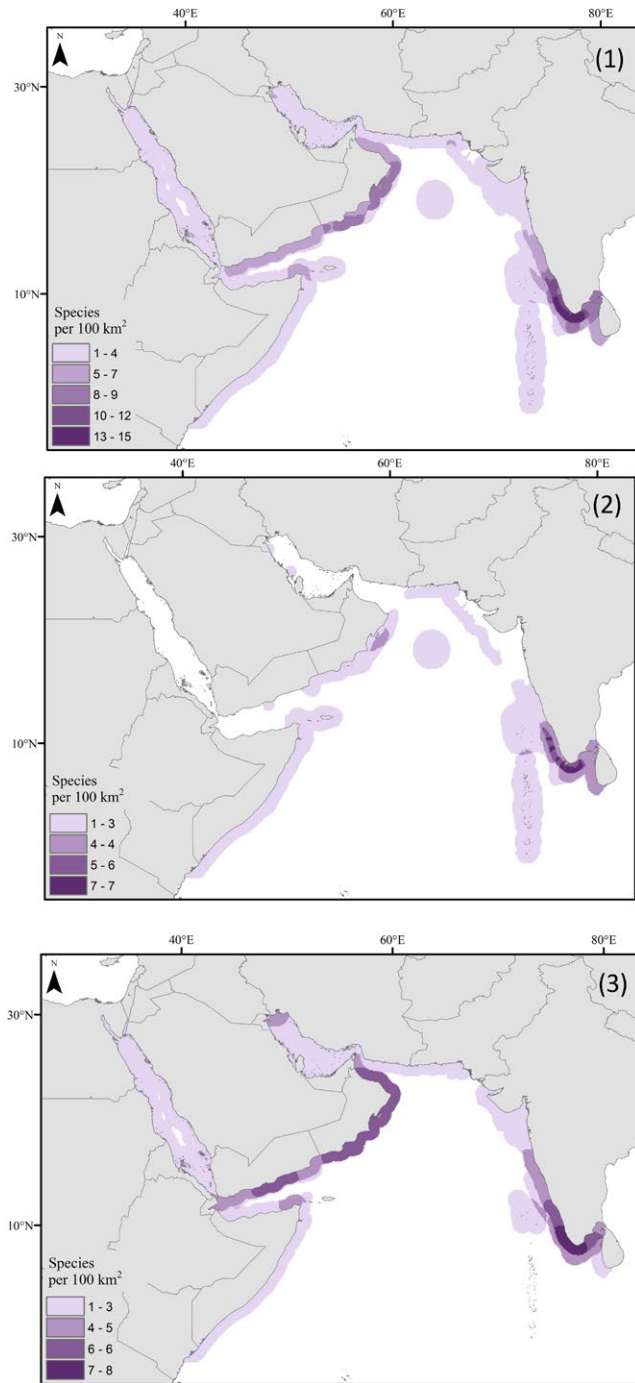 40°E 60°E 80°E
N
(1)
30°N
10°N
Species
per 100 km²
1 - 4
5 - 7
8 - 9
10 - 12
13 - 15
40°E 60°E 80°E
N
(2)
30°N
10°N
Species
per 100 km²
1 - 3
4 - 4
5 - 6
7 - 7
40°E 60°E 80°E
N
(3)
30°N
10°N
Species
per 100 km²
1 - 3
4 - 5
6 - 6
7 - 8